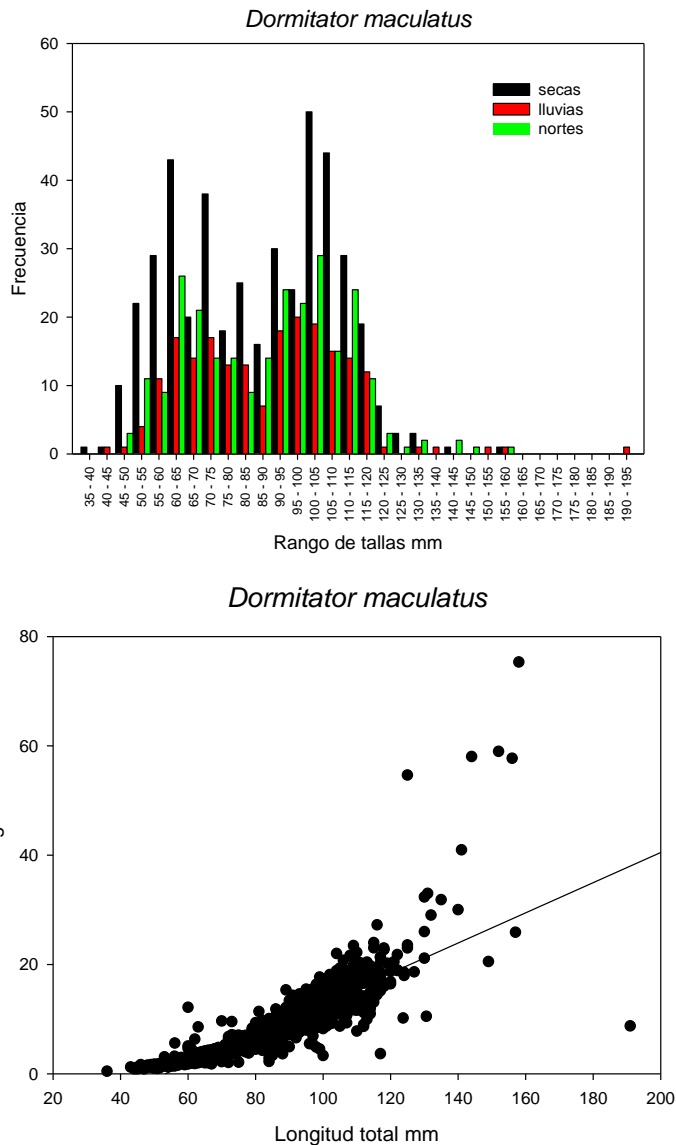 Dormitator maculatus
60
50
40
30
20
10
0
Frecuencia
secas
lluvias
nortes
35 - 40
40 - 45
45 - 50
50 - 55
55 - 60
60 - 65
65 - 70
70 - 75
75 - 80
80 - 85
85 - 90
90 - 95
95 - 100
100 - 105
105 - 110
110 - 115
115 - 120
120 - 125
125 - 130
130 - 135
135 - 140
140 - 145
145 - 150
150 - 155
155 - 160
160 - 165
165 - 170
170 - 175
175 - 180
180 - 185
185 - 190
190 - 195
Rango de tallas mm
Dormitator maculatus
80
60
40
20
0
20 40 60 80 100 120 140 160 180 200
Longitud total mm